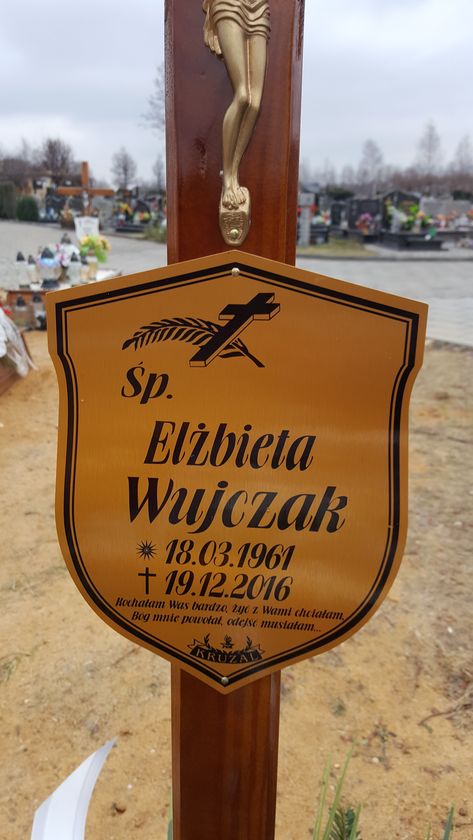 Śp.
Elżbieta
Wujczak
18.03.1961
19.12.2016
Kochałam Was bardzo, żyć z Wami chciałam,
Bóg mnie powołał, odejść musiałam...
KRUŻAL